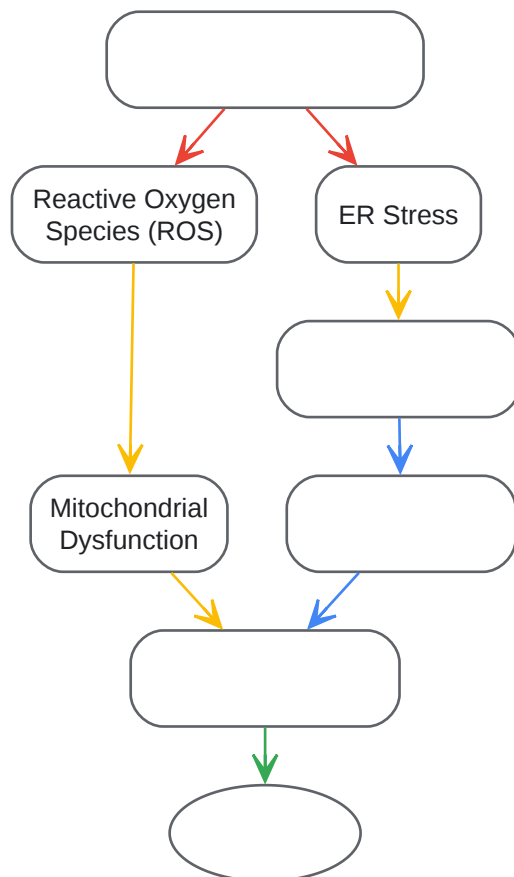 Reactive Oxygen
Species (ROS)
ER Stress
Mitochondrial
Dysfunction